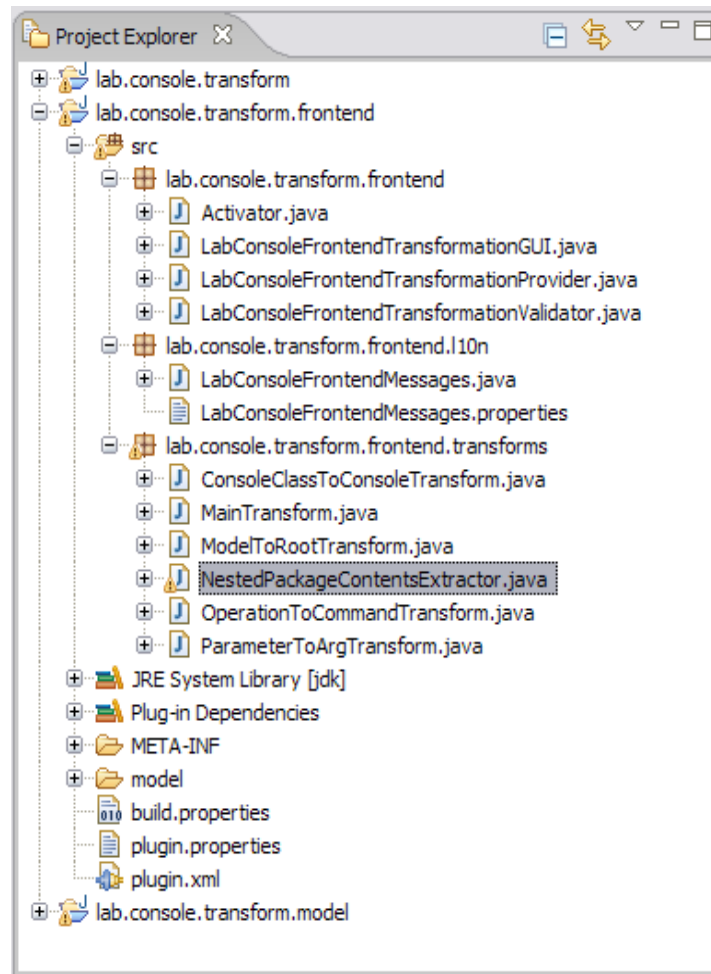 Project Explorer
lab.console.transform
lab.console.transform.frontend
src
lab.console.transform.frontend
Activator.java
LabConsoleFrontendTransformationGUI.java
LabConsoleFrontendTransformationProvider.java
LabConsoleFrontendTransformationValidator.java
lab.console.transform.frontend.l10n
LabConsoleFrontendMessages.java
LabConsoleFrontendMessages.properties
lab.console.transform.frontend.transforms
ConsoleClassToConsoleTransform.java
MainTransform.java
ModelToRootTransform.java
NestedPackageContentsExtractor.java
OperationToCommandTransform.java
ParameterToArgTransform.java
JRE System Library [jdk]
Plug-in Dependencies
META-INF
model
build.properties
plugin.properties
plugin.xml
lab.console.transform.model